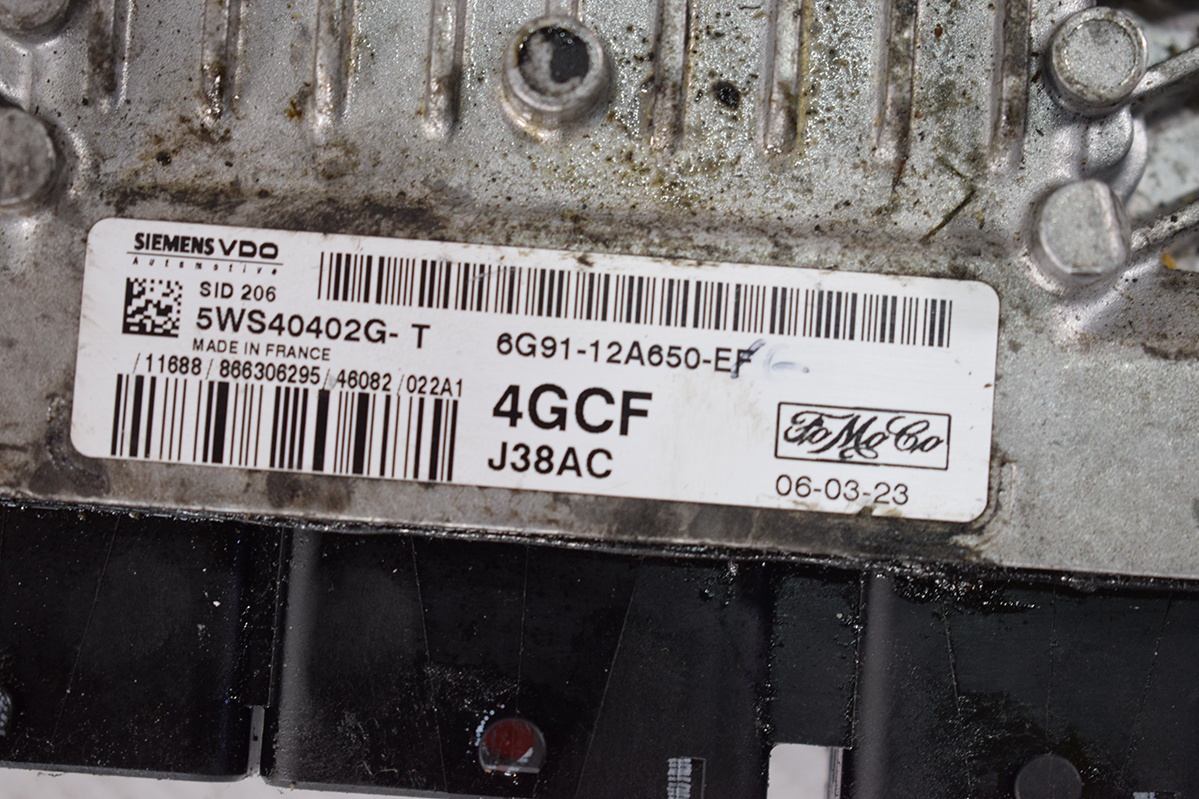 SIEMENS VDO
Automotive
SID 206
5WS40402G- T
MADE IN FRANCE
/11688/866306295/46082/022A1
6G91-12A650-EF
4GCF
J38AC
FoMoCo
06-03-23